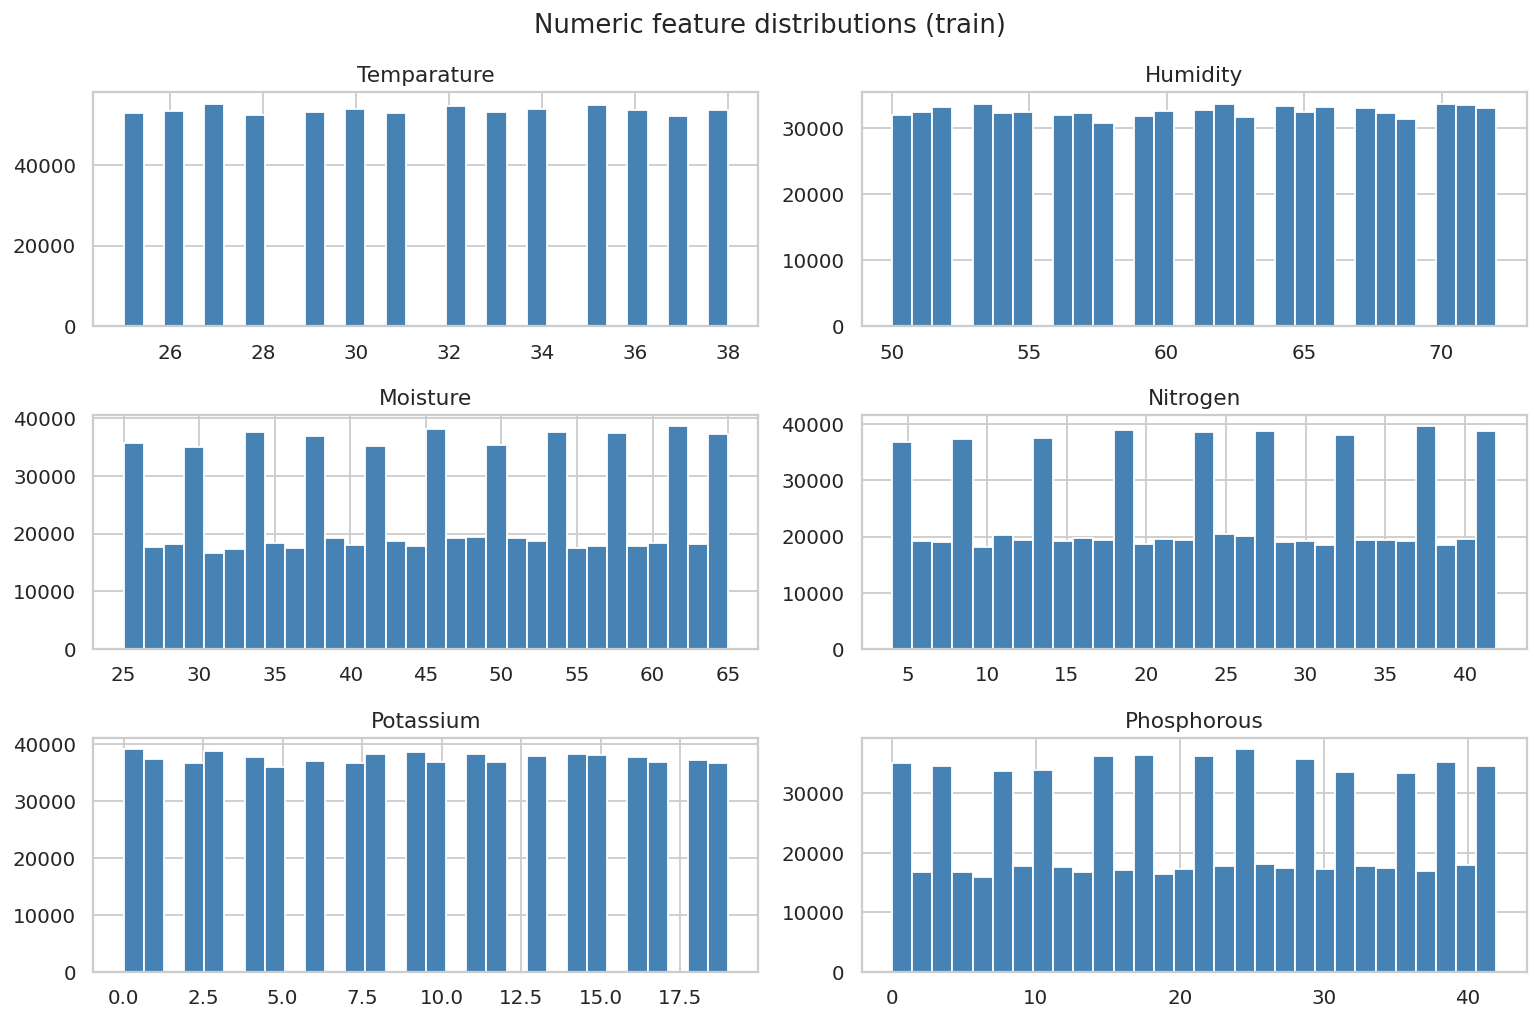 Numeric feature distributions (train)
Temparature
Humidity
40000
20000
0
26 28 30 32 34 36 38
30000
20000
10000
0
50 55 60 65 70
Moisture
Nitrogen
40000
30000
20000
10000
0
25 30 35 40 45 50 55 60 65
40000
30000
20000
10000
0
5 10 15 20 25 30 35 40
Potassium
Phosphorous
40000
30000
20000
10000
0
0.0 2.5 5.0 7.5 10.0 12.5 15.0 17.5
30000
20000
10000
0
0 10 20 30 40